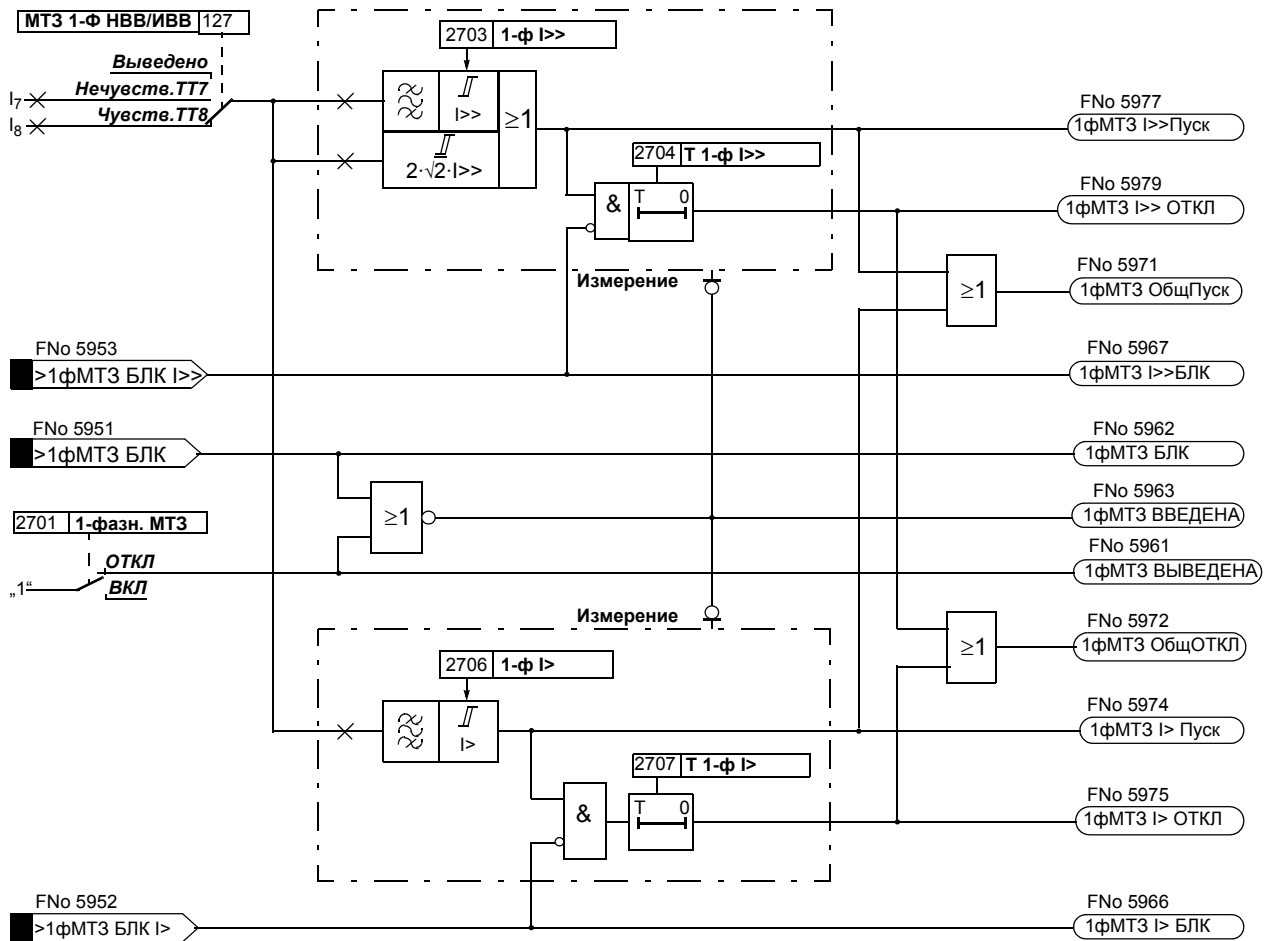 МТЗ 1-Ф НВВ/ИВВ 127
Выведено
Нечувств.ТТ7
Чувств.ТТ8
I7
I8
2703 1-ф I>>
I>>
2·√2·I>>
≥1
2704 Т 1-ф I>>
&
T 0
Измерение
FNo 5977
1фМТЗ I>>Пуск
FNo 5979
1фМТЗ I>> ОТКЛ
FNo 5971
≥1
1фМТЗ ОбщПуск
FNo 5953
>1фМТЗ БЛК I>>
FNo 5967
1фМТЗ I>>БЛК
FNo 5951
>1фМТЗ БЛК
FNo 5962
1фМТЗ БЛК
2701 1-фазн. МТЗ
ОТКЛ
ВКЛ
„1“
≥1
FNo 5963
1фМТЗ ВВЕДЕНА
FNo 5961
1фМТЗ ВЫВЕДЕНА
Измерение
FNo 5972
≥1
1фМТЗ ОбщОТКЛ
2706 1-ф I>
I>
FNo 5974
1фМТЗ I> Пуск
2707 Т 1-ф I>
&
T 0
FNo 5975
1фМТЗ I> ОТКЛ
FNo 5952
>1фМТЗ БЛК I>
FNo 5966
1фМТЗ I> БЛК